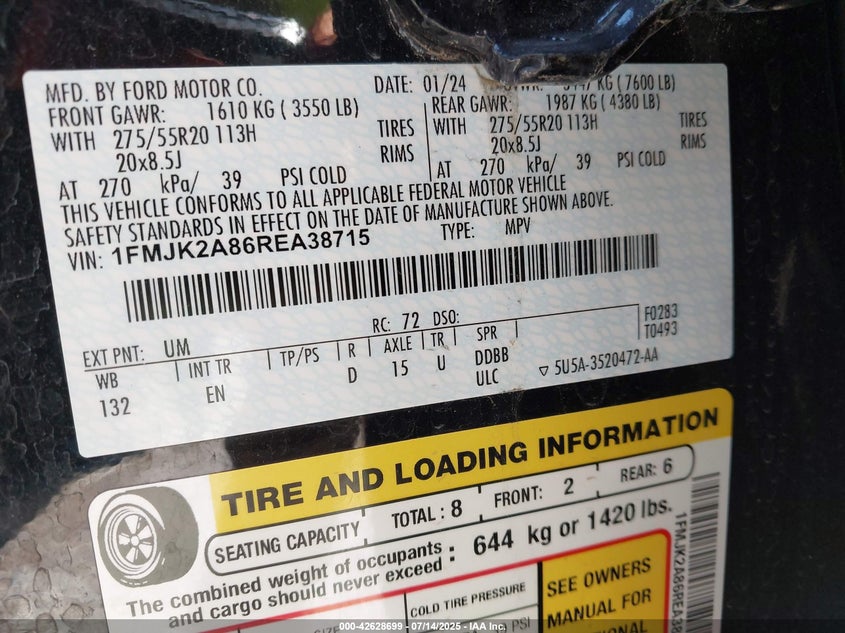 MFD. BY FORD MOTOR CO. DATE: 01/24 KG ( 7600 LB)
FRONT GAWR: 1610 KG ( 3550 LB) REAR GAWR: 1987 KG ( 4380 LB)
WITH 275/55R20 113H TIRES WITH 275/55R20 113H TIRES
20x8.5J RIMS 20x8.5J RIMS
AT 270 kPa/ 39 PSI COLD AT 270 kPa/ 39 PSI COLD
THIS VEHICLE CONFORMS TO ALL APPLICABLE FEDERAL MOTOR VEHICLE
SAFETY STANDARDS IN EFFECT ON THE DATE OF MANUFACTURE SHOWN ABOVE.
VIN: 1FMJK2A86REA38715 TYPE: MPV
EXT PNT: UM RC: 72 DSO: F0283
T0493
WB INT TR TP/PS R AXLE TR SPR
132 EN D 15 U DDBB
ULC 5U5A-3520472-AA
TIRE AND LOADING INFORMATION
SEATING CAPACITY TOTAL : 8 FRONT: 2 REAR: 6
The combined weight of occupants
and cargo should never exceed : 644 kg or 1420 lbs.
COLD TIRE PRESSURE
SEE OWNERS
MANUAL FOR
PSI
1FMJK2A86REA3
000-42628699 - 07/14/2025 - IAA Inc.